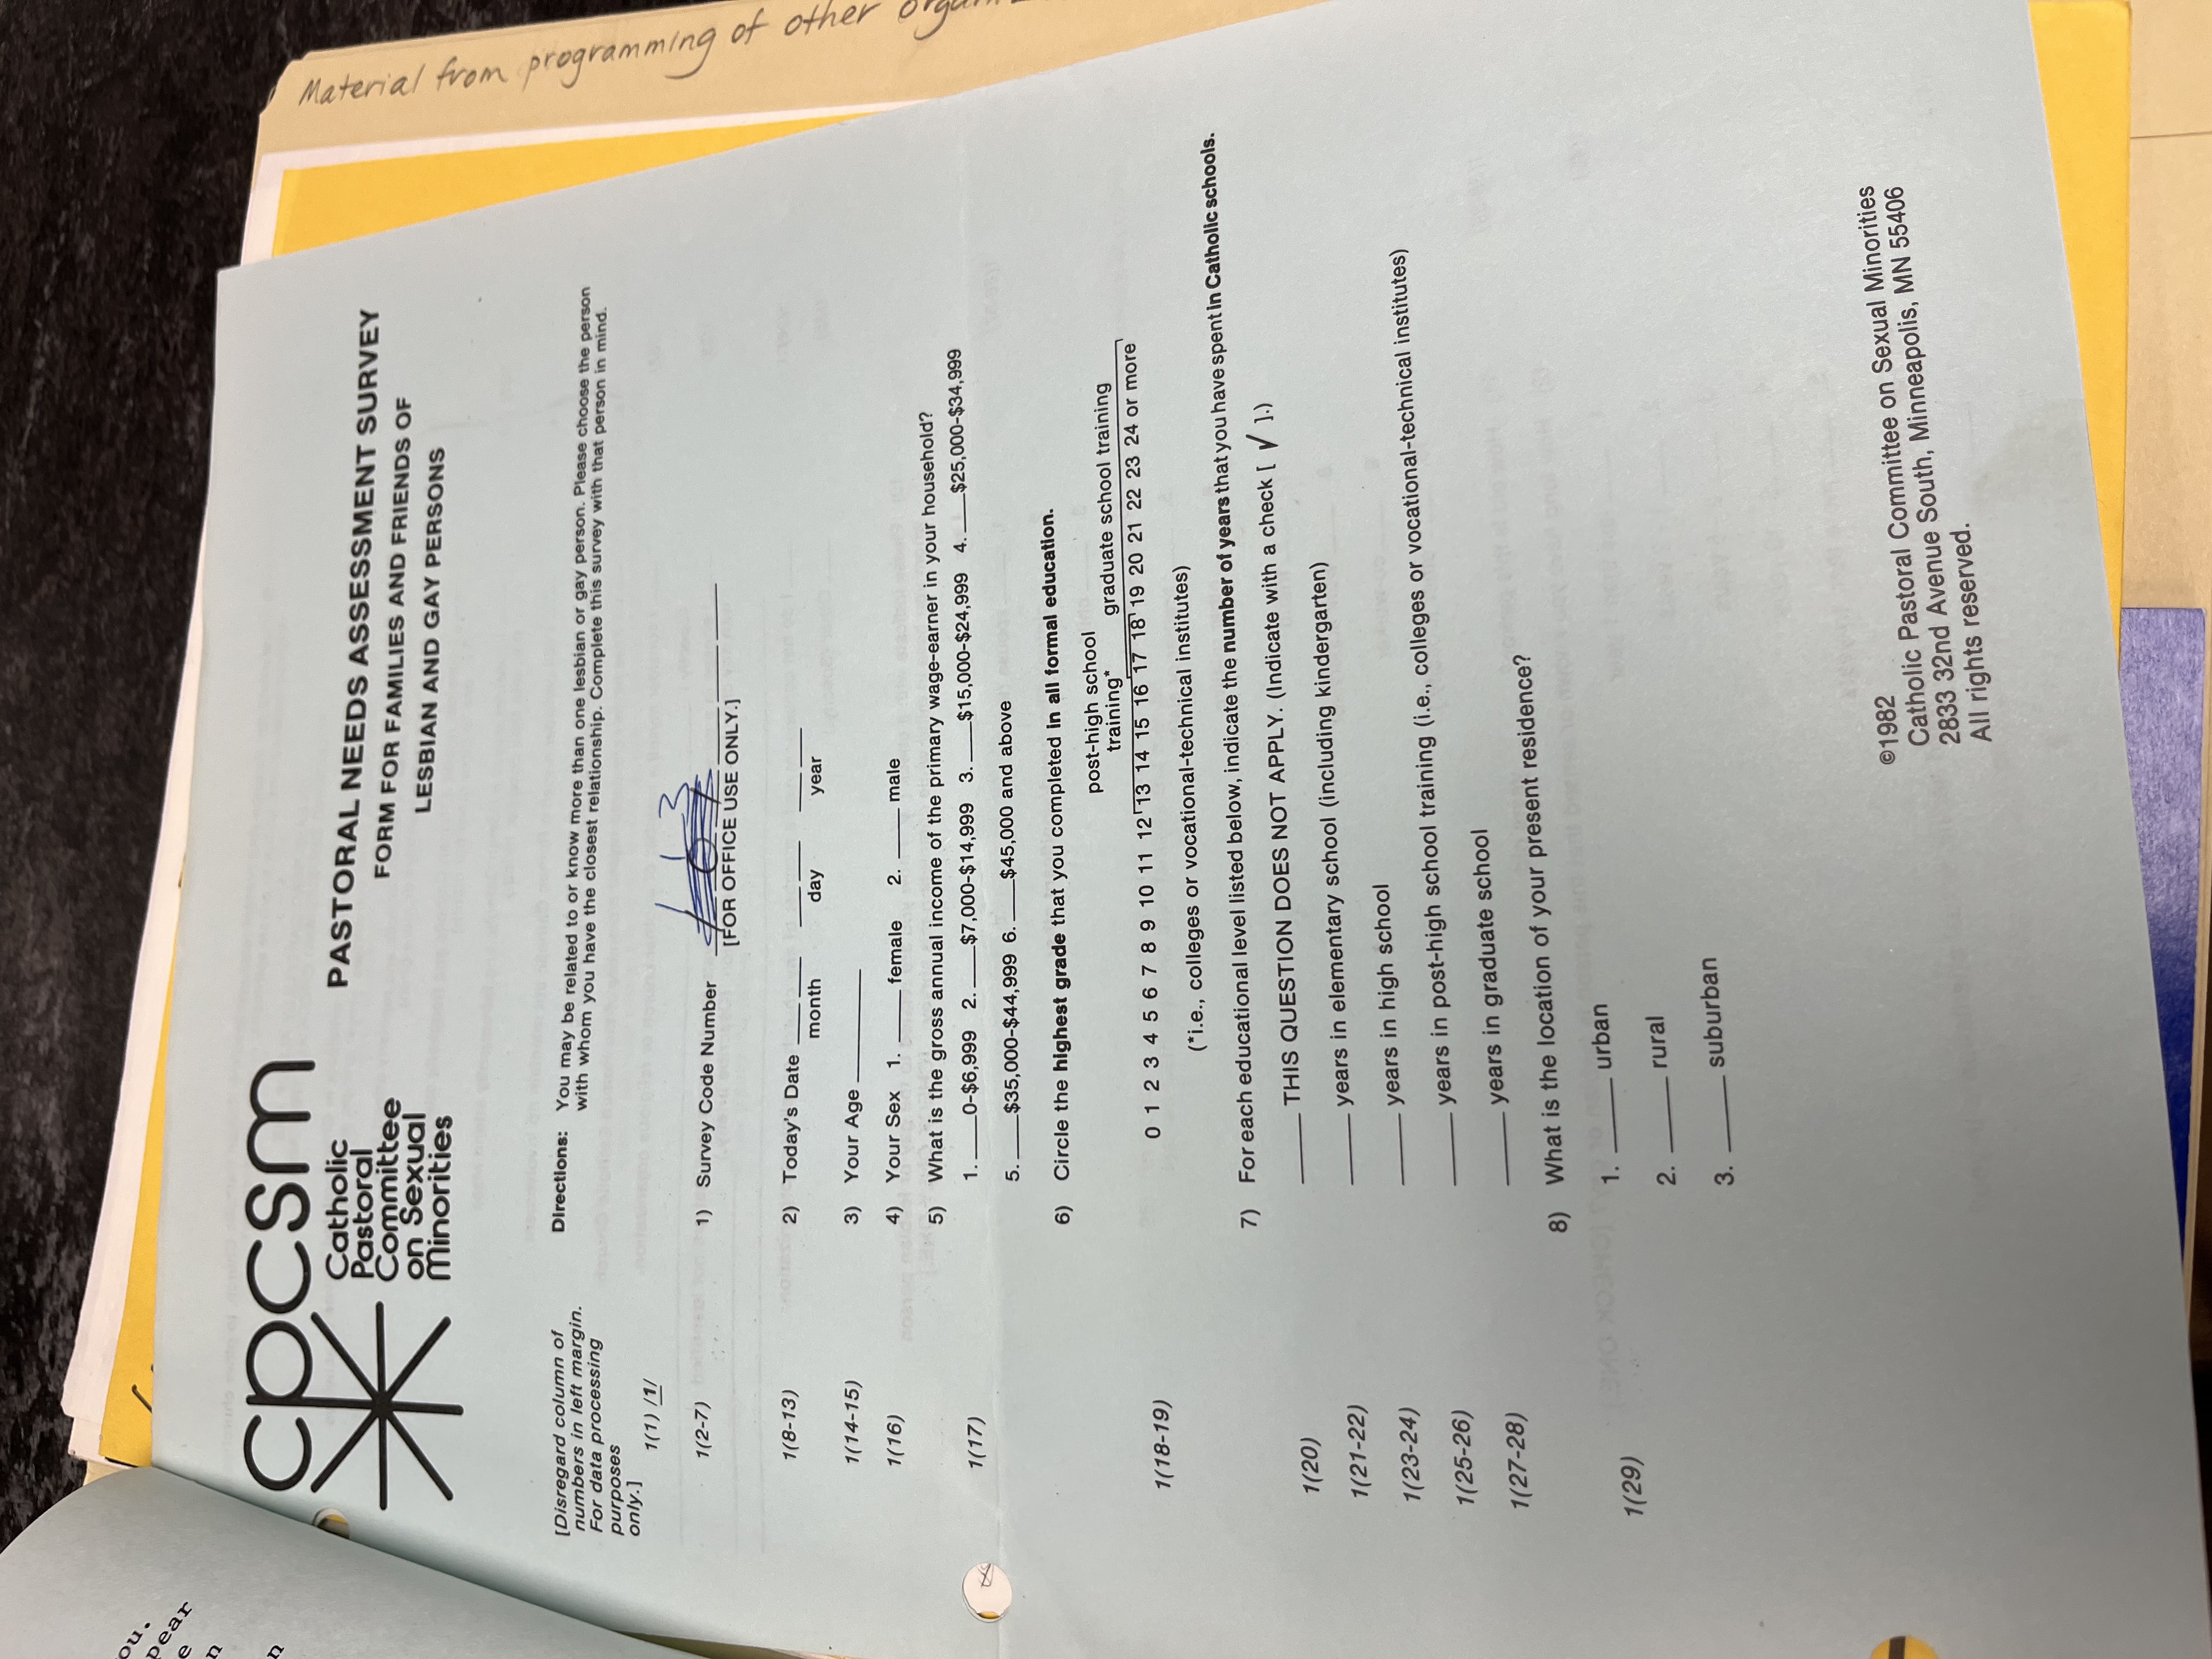 ou.
pear
e
n
n
cpcsm
Catholic
Pastoral
Committee
on Sexual
Minorities
PASTORAL NEEDS ASSESSMENT SURVEY
FORM FOR FAMILIES AND FRIENDS OF
LESBIAN AND GAY PERSONS
[Disregard column of
numbers in left margin.
For data processing
purposes
only.]
Directions: You may be related to or know more than one lesbian or gay person. Please choose the person
with whom you have the closest relationship. Complete this survey with that person in mind.
1(1) /1/
1 1 3
1(2-7) 1) Survey Code Number
[FOR OFFICE USE ONLY.]
1(8-13) 2) Today's Date ___ ___ ___ ___ ___ ___
month day year
1(14-15) 3) Your Age ______
1(16) 4) Your Sex 1. ____ female 2. ____ male
5) What is the gross annual income of the primary wage-earner in your household?
1(17) 1. ____0-$6,999 2. ____$7,000-$14,999 3. ____$15,000-$24,999 4. ____$25,000-$34,999
5. ____$35,000-$44,999 6. ____$45,000 and above
6) Circle the highest grade that you completed in all formal education.
post-high school
training* graduate school training
1(18-19) 0 1 2 3 4 5 6 7 8 9 10 11 12 13 14 15 16 17 18 19 20 21 22 23 24 or more
(*i.e., colleges or vocational-technical institutes)
7) For each educational level listed below, indicate the number of years that you have spent in Catholic schools.
1(20) _____ THIS QUESTION DOES NOT APPLY. (Indicate with a check [ √ ].)
1(21-22) _____ years in elementary school (including kindergarten)
1(23-24) _____ years in high school
1(25-26) _____ years in post-high school training (i.e., colleges or vocational-technical institutes)
1(27-28) _____ years in graduate school
8) What is the location of your present residence?
1(29) 1. _____ urban
2. _____ rural
3. _____ suburban
©1982
Catholic Pastoral Committee on Sexual Minorities
2833 32nd Avenue South, Minneapolis, MN 55406
All rights reserved.
Material from programming of other